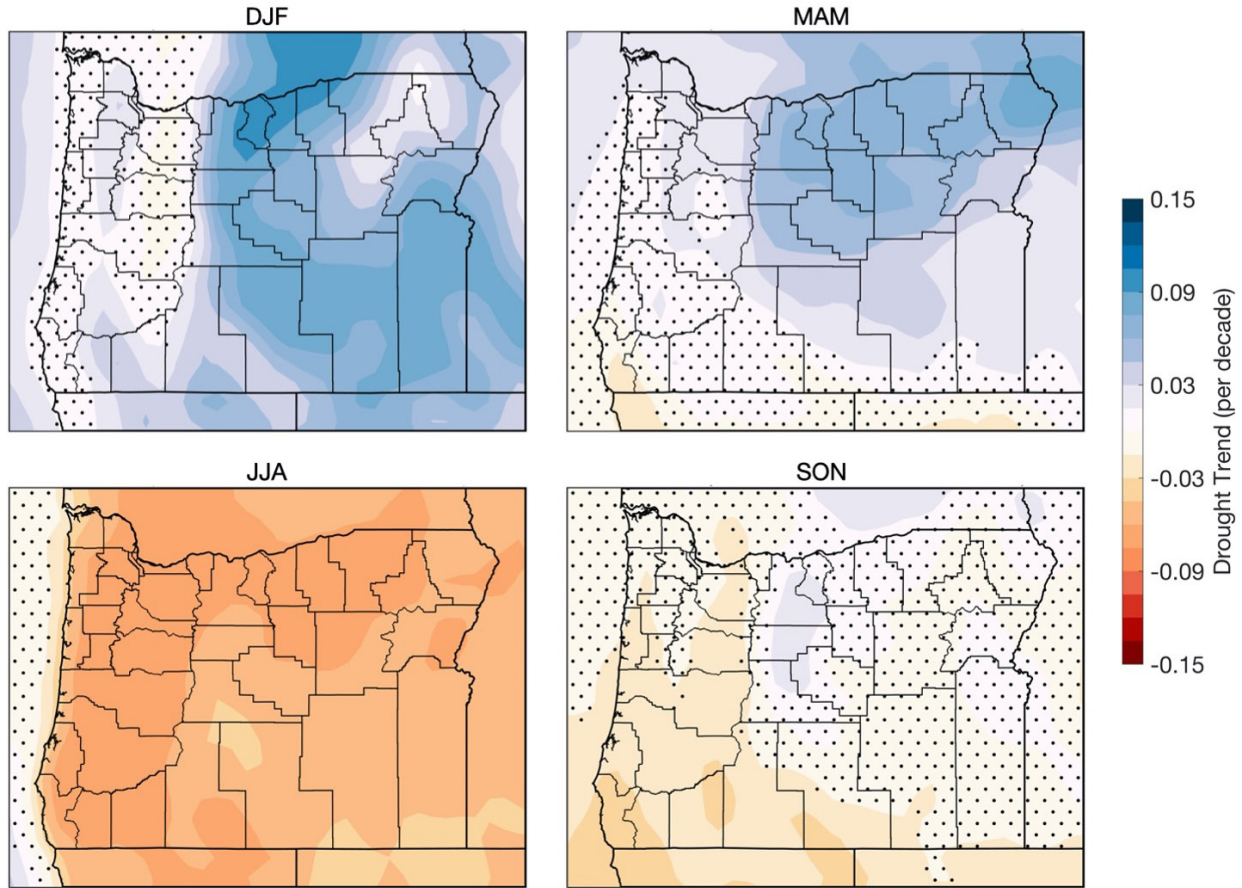 DJF
MAM
JJA
SON
0.15
0.09
0.03
-0.03
-0.09
-0.15
Drought Trend (per decade)